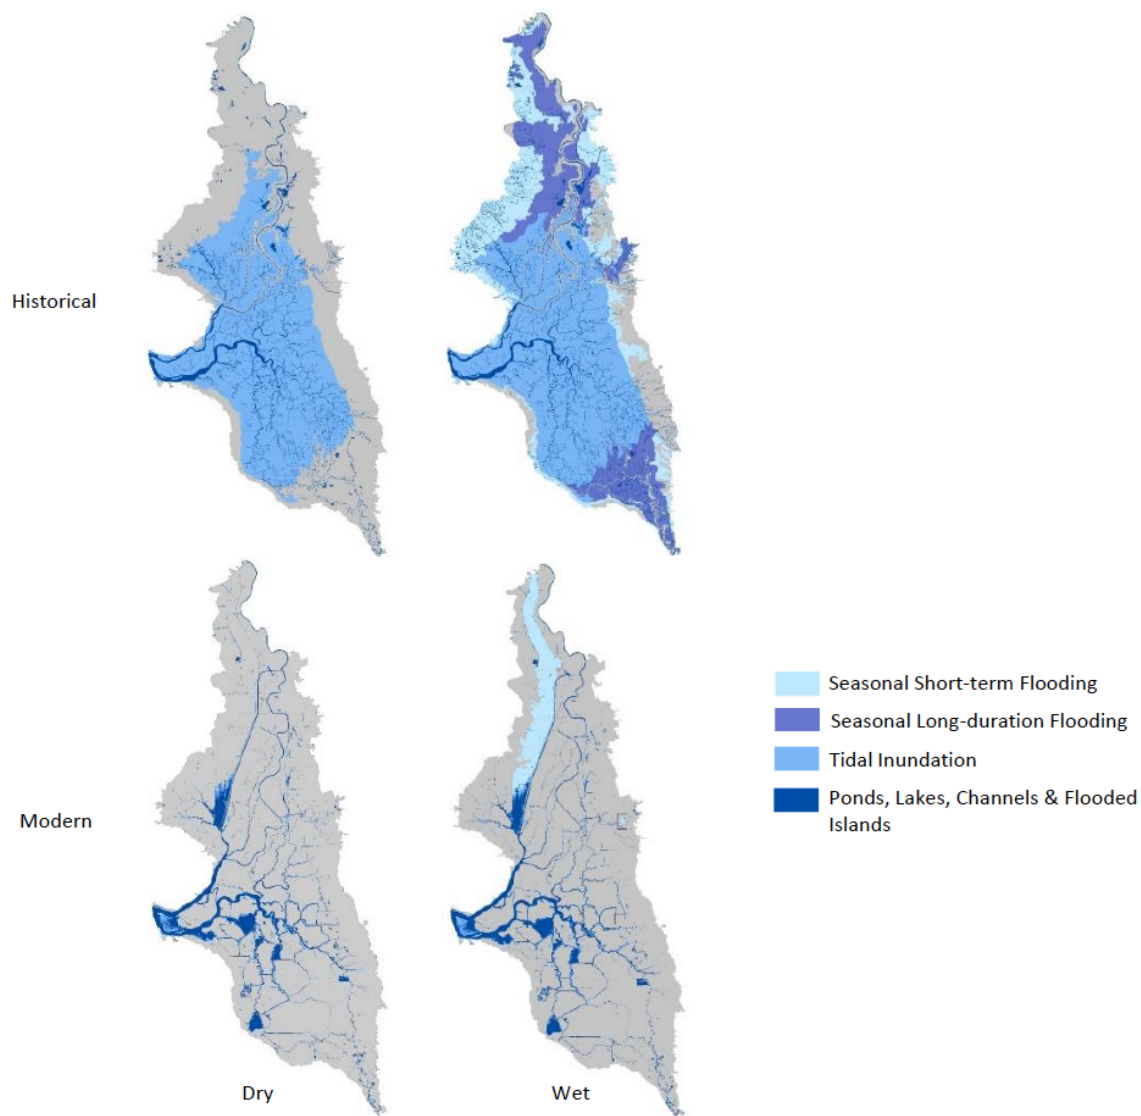 Historical
Seasonal Short-term Flooding
Seasonal Long-duration Flooding
Tidal Inundation
Ponds, Lakes, Channels & Flooded
Islands
Modern
Dry
Wet